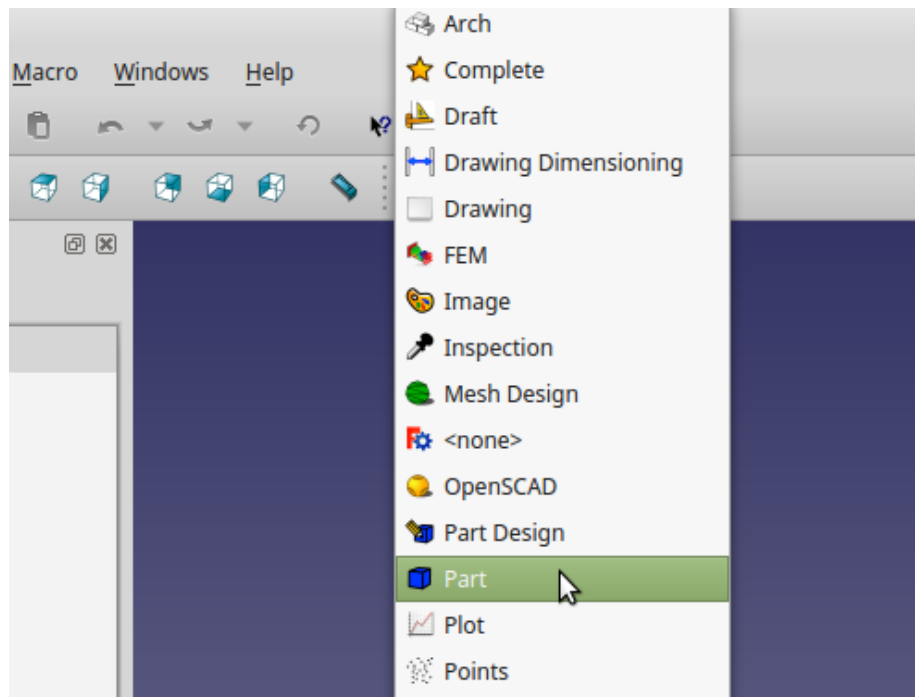 Arch
Macro Windows Help
Complete
Draft
Drawing Dimensioning
Drawing
FEM
Image
Inspection
Mesh Design
<none>
OpenSCAD
Part Design
Part
Plot
Points